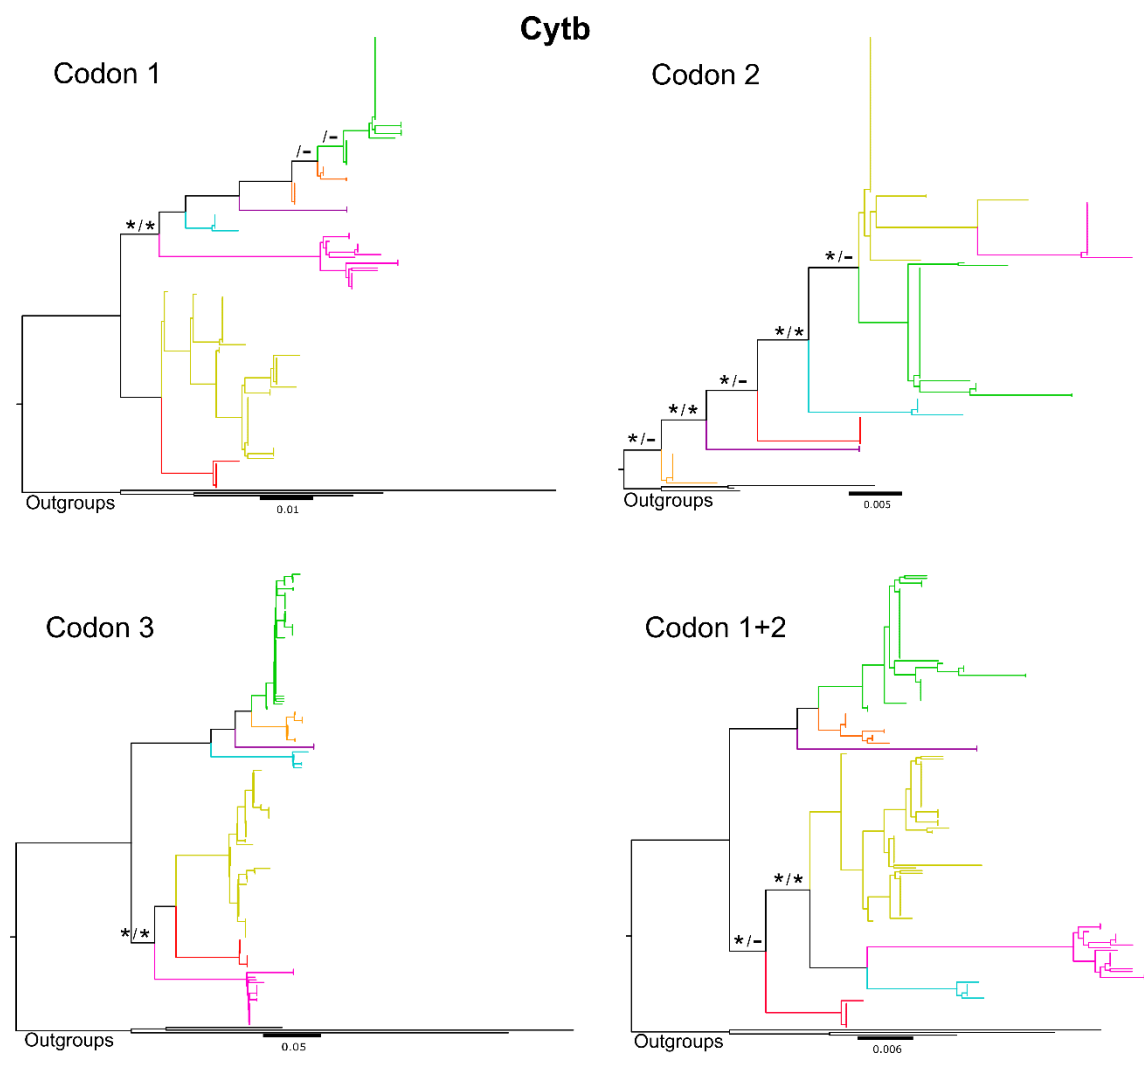 Cytb
Codon 1
/-
/-
*/*
Outgroups
0.01
Codon 2
*/-
*/*
*/-
*/*
*/-
Outgroups
0.005
Codon 3
*/*
Outgroups
0.05
Codon 1+2
*/*
*/-
Outgroups
0.006